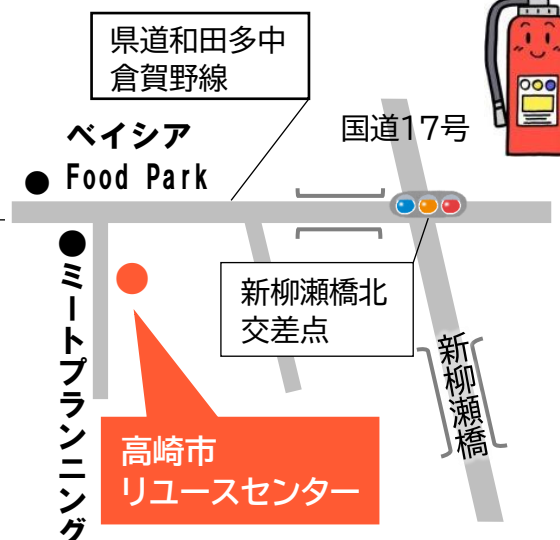 県道和田多中
倉賀野線
国道17号
ベイシア
Food Park
新柳瀬橋北
交差点
ミートプランニング
新柳瀬橋
高崎市
リユースセンター